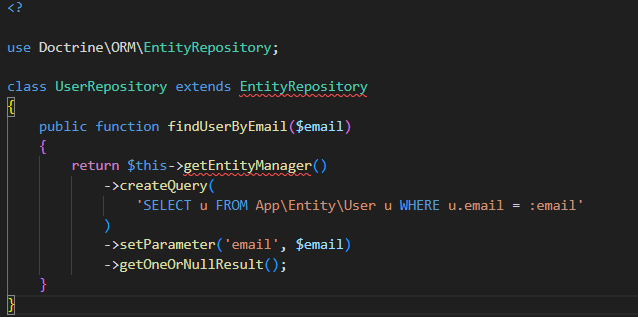 <?
use Doctrine\ORM\EntityRepository;
class UserRepository extends EntityRepository
{
    public function findUserByEmail($email)
    {
        return $this->getEntityManager()
            ->createQuery(
                'SELECT u FROM App\Entity\User u WHERE u.email = :email'
            )
            ->setParameter('email', $email)
            ->getOneOrNullResult();
    }
}